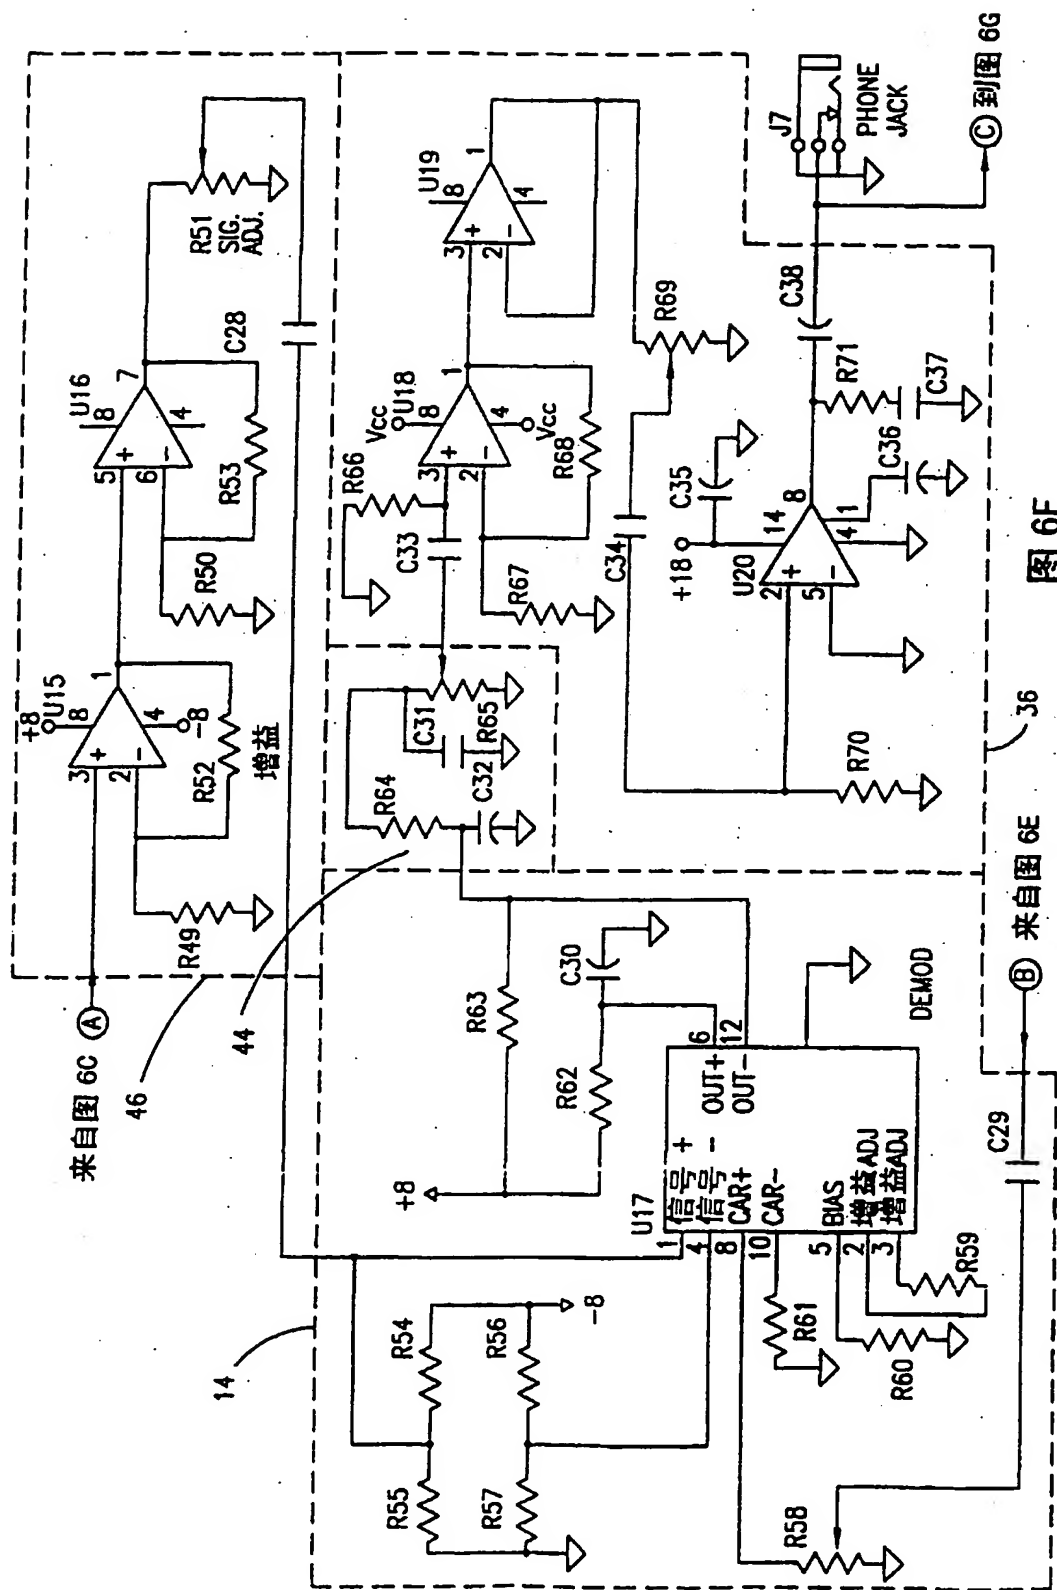 来自图 6C Ⓐ
46
R49
3
2
+8
U15
8
1
4
-8
+
-
R52
增益
R50
5
6
U16
8
7
4
+
-
R53
R51
SIG.
ADJ.
C28
44
R64
C31
R65
C32
R66
C33
3
2
Vcc
U18
8
1
4
Vcc
+
-
R67
R68
3
2
U19
8
1
4
+
-
R69
C34
+18
C35
U20
14
2
5
8
4
1
+
-
R70
R71
C36
C37
C38
J7
PHONE
JACK
Ⓒ 到图 6G
36
14
R54
R55
R56
R57
-8
+8
R63
R62
C30
U17
1 信号 +
4 信号 -
8 CAR+
10 CAR-
5 BIAS
2 增益ADJ
3 增益ADJ
OUT+ 6
OUT- 12
DEMOD
R58
R61
R60
R59
C29
Ⓑ 来自图 6E
图 6F